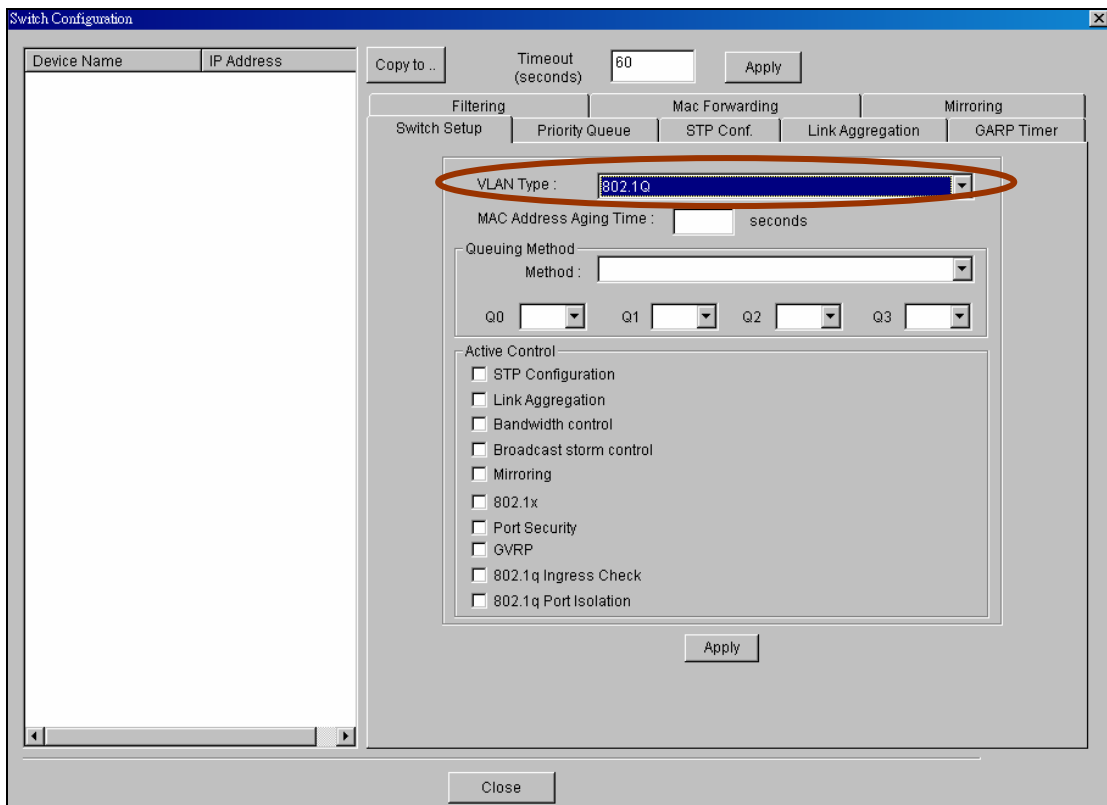 Switch Configuration
Device Name IP Address
Copy to .. Timeout (seconds) 60 Apply
Filtering Mac Forwarding Mirroring
Switch Setup Priority Queue STP Conf. Link Aggregation GARP Timer
VLAN Type : 802.1Q
MAC Address Aging Time : seconds
Queuing Method
Method :
Q0 Q1 Q2 Q3
Active Control
STP Configuration
Link Aggregation
Bandwidth control
Broadcast storm control
Mirroring
802.1x
Port Security
GVRP
802.1q Ingress Check
802.1q Port Isolation
Apply
Close